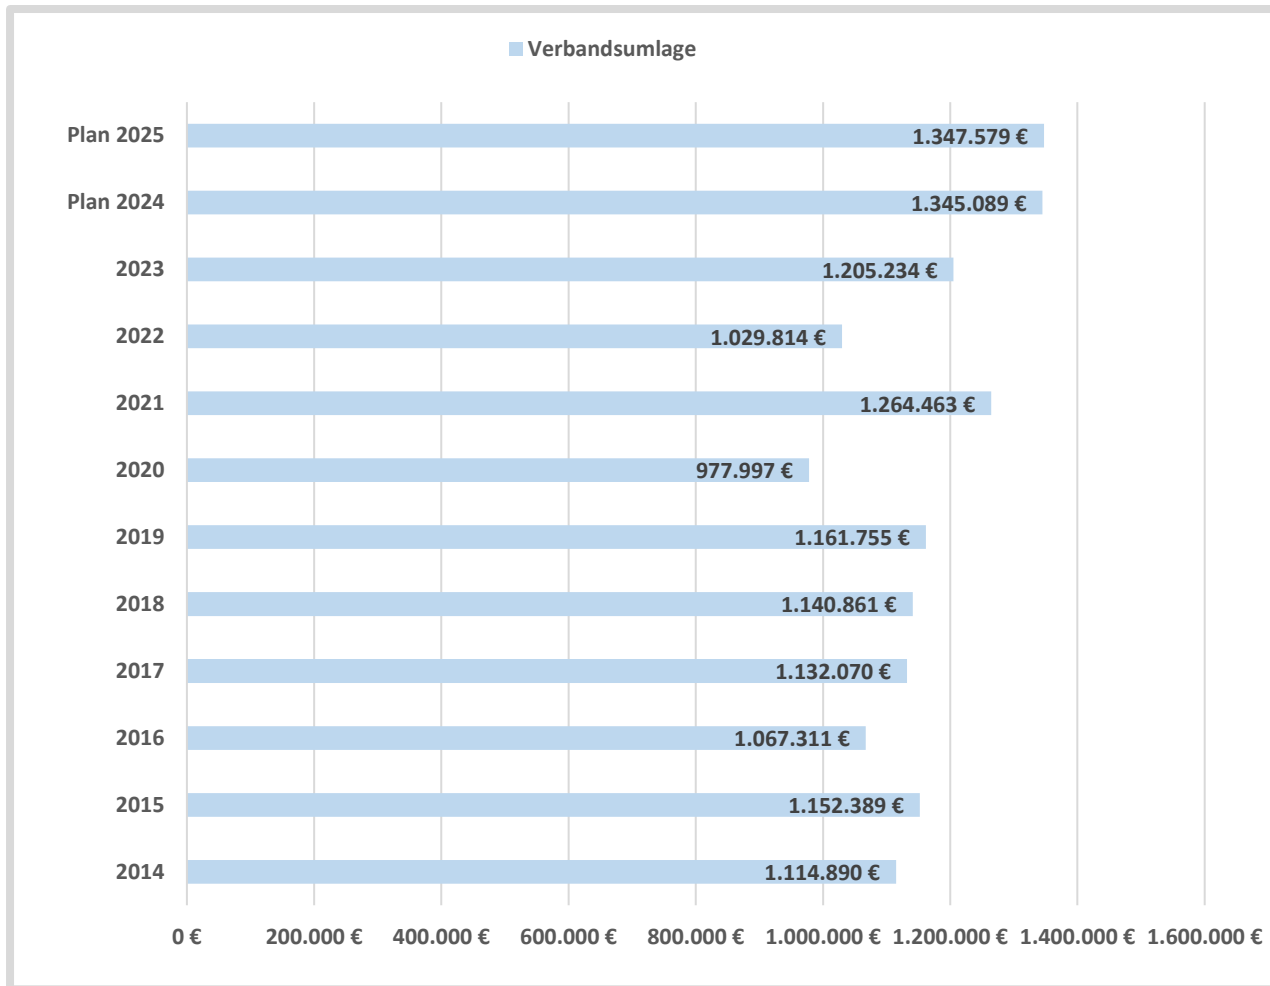 Verbandsumlage
Plan 2025 1.347.579 €
Plan 2024 1.345.089 €
2023 1.205.234 €
2022 1.029.814 €
2021 1.264.463 €
2020 977.997 €
2019 1.161.755 €
2018 1.140.861 €
2017 1.132.070 €
2016 1.067.311 €
2015 1.152.389 €
2014 1.114.890 €
0 € 200.000 € 400.000 € 600.000 € 800.000 € 1.000.000 € 1.200.000 € 1.400.000 € 1.600.000 €